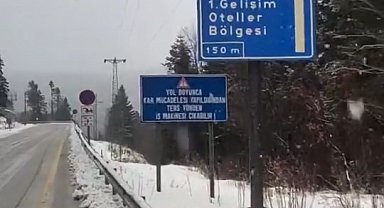 1.Gelişim
Oteller
Bölgesi
150 m
YOL BOYUNCA
KAR MÜCADELESİ YAPILDIĞINDAN
TERS YÖNDEN
İŞ MAKİNESİ ÇIKABİLİR !